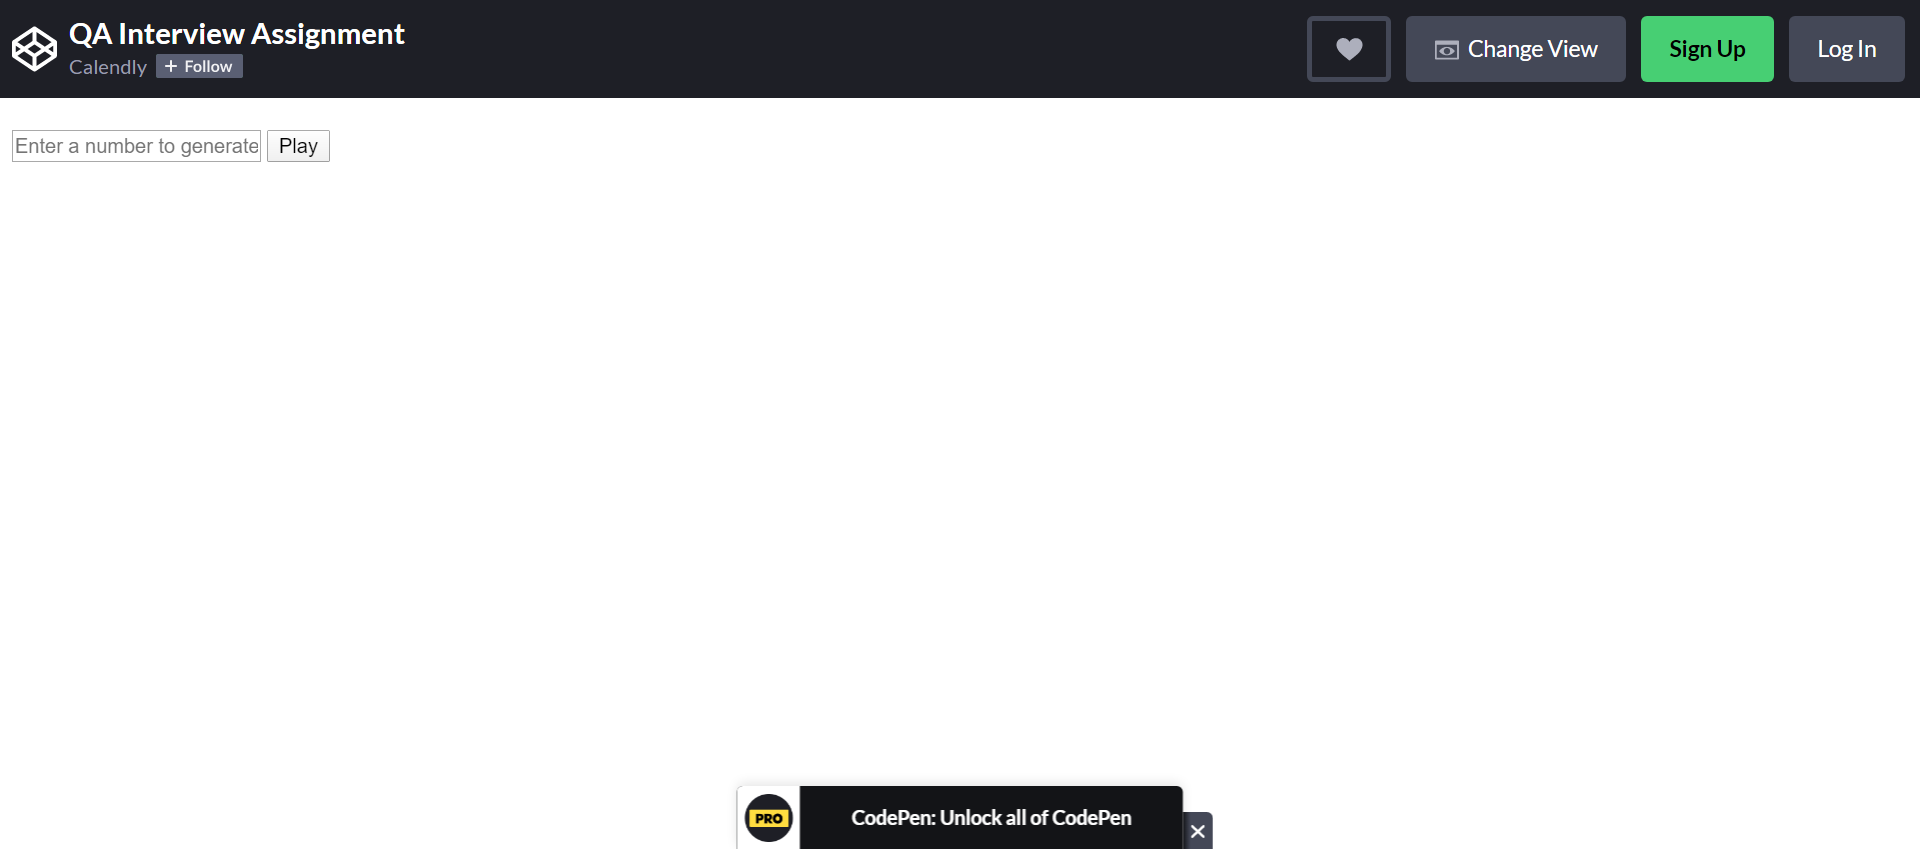 QA Interview Assignment
Calendly + Follow
Change View
Sign Up
Log In
Enter a number to generate
Play
PRO
CodePen: Unlock all of CodePen